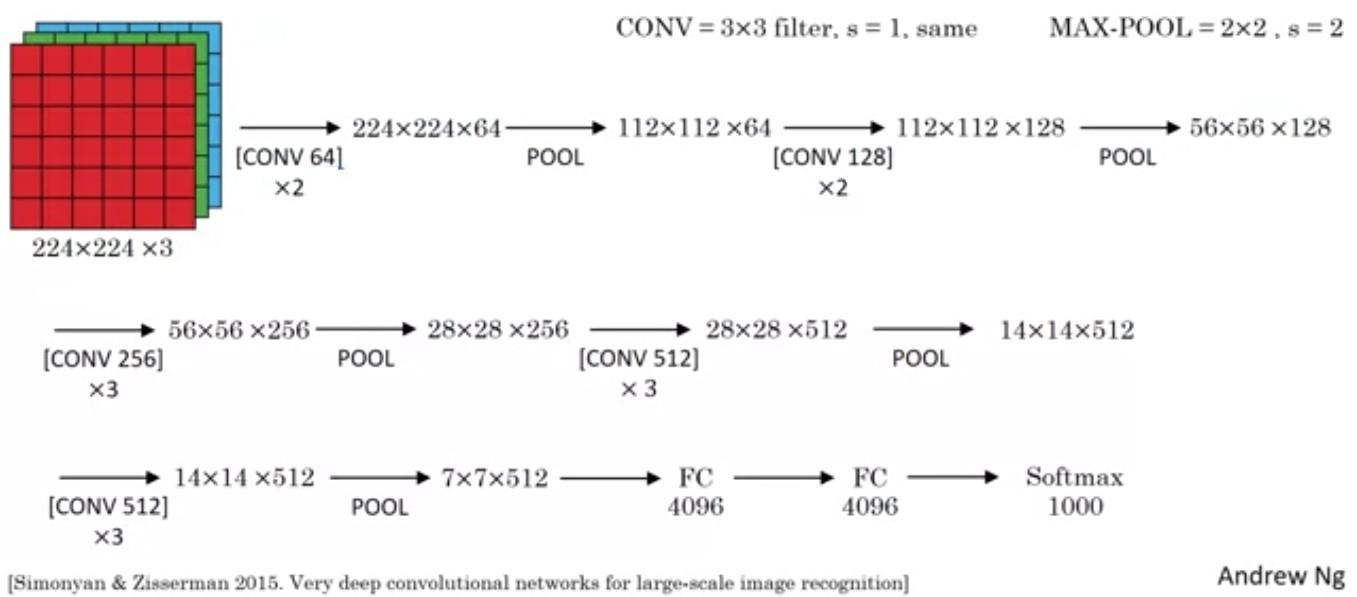 CONV = 3×3 filter, s = 1, same MAX-POOL = 2×2 , s = 2
224×224×64 112×112 ×64 112×112 ×128 56×56 ×128
[CONV 64] POOL [CONV 128] POOL
×2 ×2
224×224 ×3
56×56 ×256 28×28 ×256 28×28 ×512 14×14×512
[CONV 256] POOL [CONV 512] POOL
×3 × 3
14×14 ×512 7×7×512 FC FC Softmax
[CONV 512] POOL 4096 4096 1000
×3
[Simonyan & Zisserman 2015. Very deep convolutional networks for large-scale image recognition]
Andrew Ng